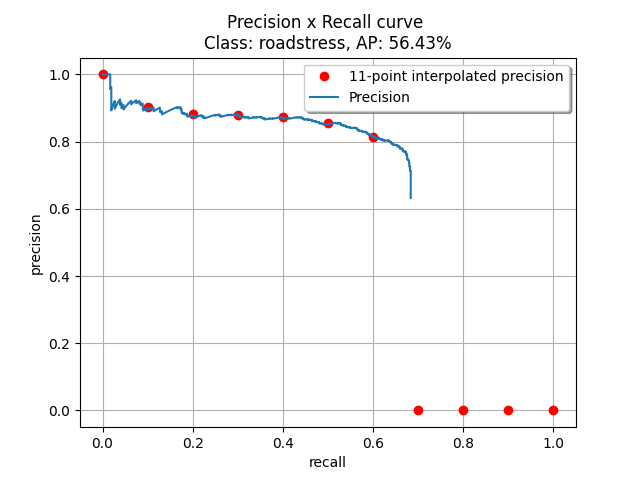 Precision x Recall curve
Class: roadstress, AP: 56.43%
11-point interpolated precision
Precision
1.0
0.8
0.6
0.4
0.2
0.0
precision
0.0 0.2 0.4 0.6 0.8 1.0
recall